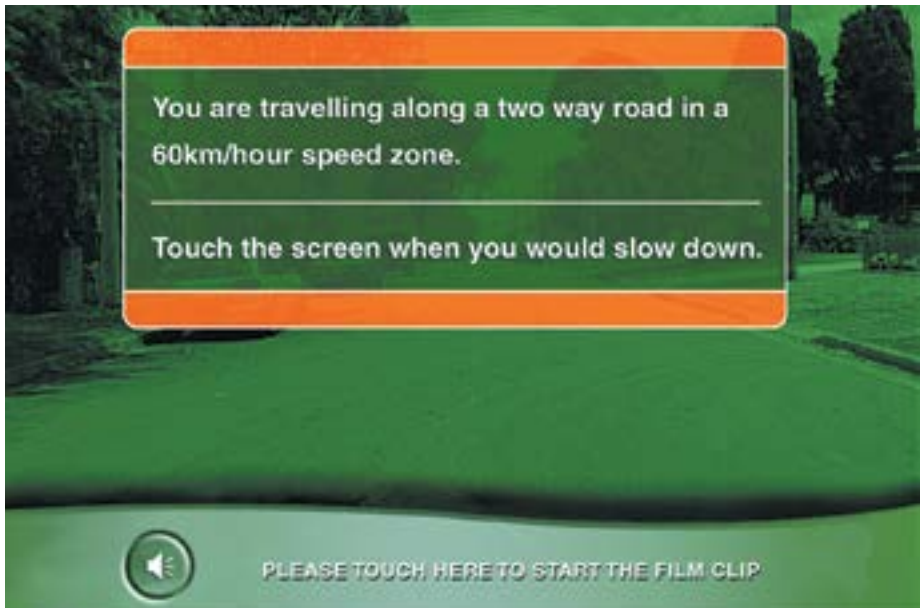 You are travelling along a two way road in a
60km/hour speed zone.
Touch the screen when you would slow down.
PLEASE TOUCH HERE TO START THE FILM CLIP